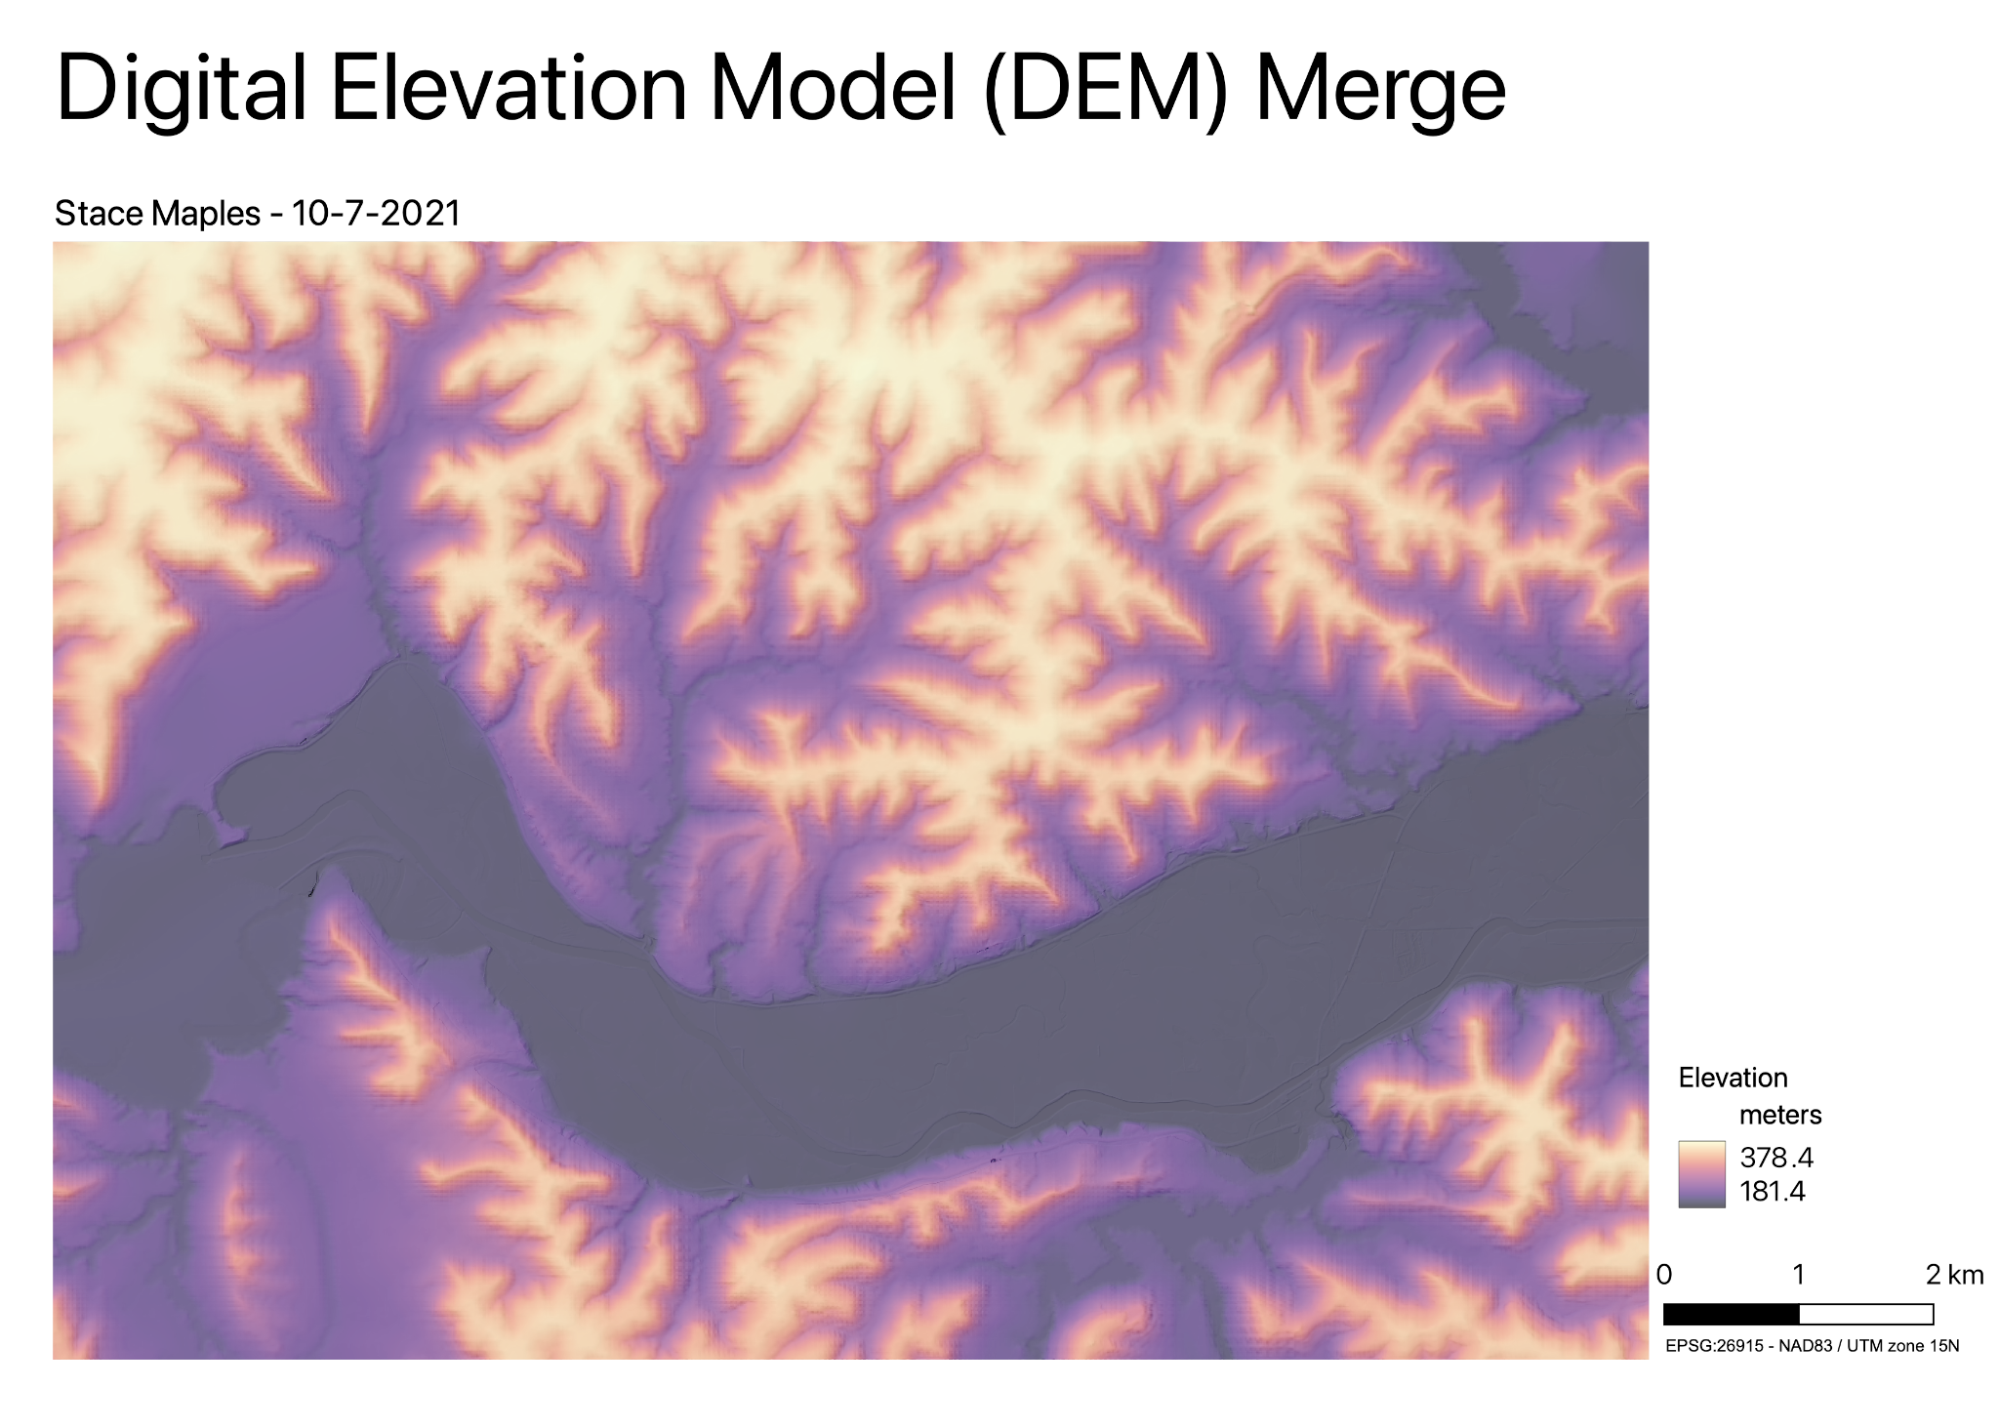 Digital Elevation Model (DEM) Merge
Stace Maples - 10-7-2021
Elevation
meters
378.4
181.4
0 1 2 km
EPSG:26915 - NAD83 / UTM zone 15N